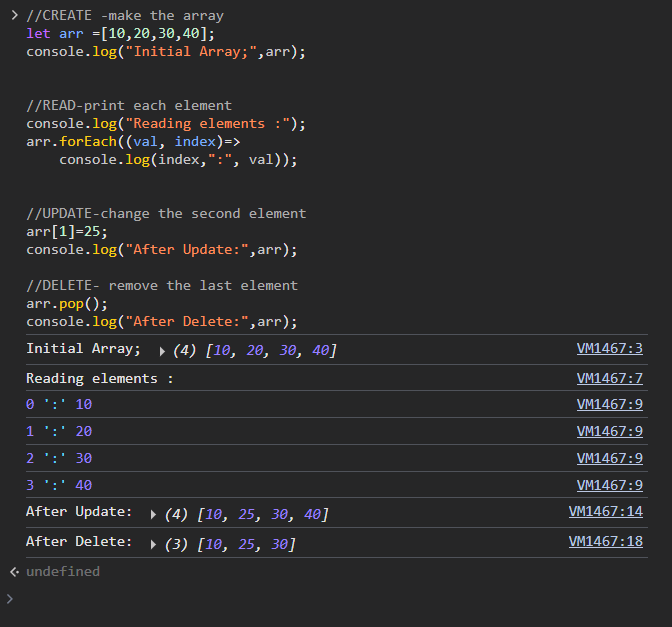 //CREATE -make the array
let arr =[10,20,30,40];
console.log("Initial Array;",arr);
//READ-print each element
console.log("Reading elements :");
arr.forEach((val, index)=>
console.log(index,":", val));
//UPDATE-change the second element
arr[1]=25;
console.log("After Update:",arr);
//DELETE- remove the last element
arr.pop();
console.log("After Delete:",arr);
Initial Array; (4) [10, 20, 30, 40] VM1467:3
Reading elements : VM1467:7
0 ':' 10 VM1467:9
1 ':' 20 VM1467:9
2 ':' 30 VM1467:9
3 ':' 40 VM1467:9
After Update: (4) [10, 25, 30, 40] VM1467:14
After Delete: (3) [10, 25, 30] VM1467:18
undefined